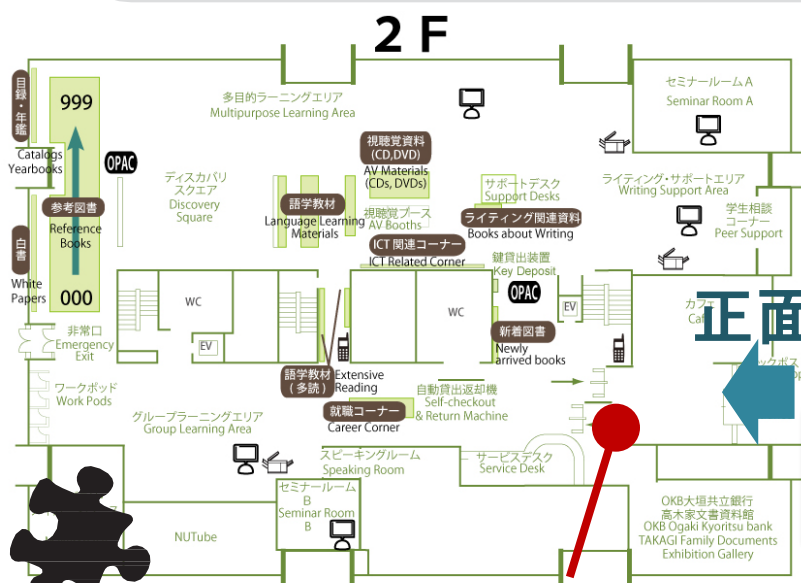 2F
目録・年鑑
Catalogs
Yearbooks
999
参考図書
Reference
Books
000
白書
White
Papers
OPAC
ディスカバリ
スクエア
Discovery
Square
多目的ラーニングエリア
Multipurpose Learning Area
視聴覚資料
(CD,DVD)
AV Materials
(CDs, DVDs)
語学教材
Language Learning
Materials
視聴覚ブース
AV Booths
ICT 関連コーナー
ICT Related Corner
サポートデスク
Support Desks
ライティング関連資料
Books about Writing
セミナールーム A
Seminar Room A
ライティング・サポートエリア
Writing Support Area
学生相談
コーナー
Peer Support
鍵貸出装置
Key Deposit
OPAC
EV
新着図書
Newly
arrived books
WC
EV
WC
カフェ
正面
非常口
Emergency
Exit
ワークポッド
Work Pods
語学教材
(多読)
Extensive
Reading
就職コーナー
Career Corner
自動貸出返却機
Self-checkout
& Return Machine
グループラーニングエリア
Group Learning Area
スピーキングルーム
Speaking Room
サービスデスク
Service Desk
セミナールーム
B
Seminar Room
B
NUTube
OKB大垣共立銀行
高木家文書資料館
OKB Ogaki Kyoritsu bank
TAKAGI Family Documents
Exhibition Gallery